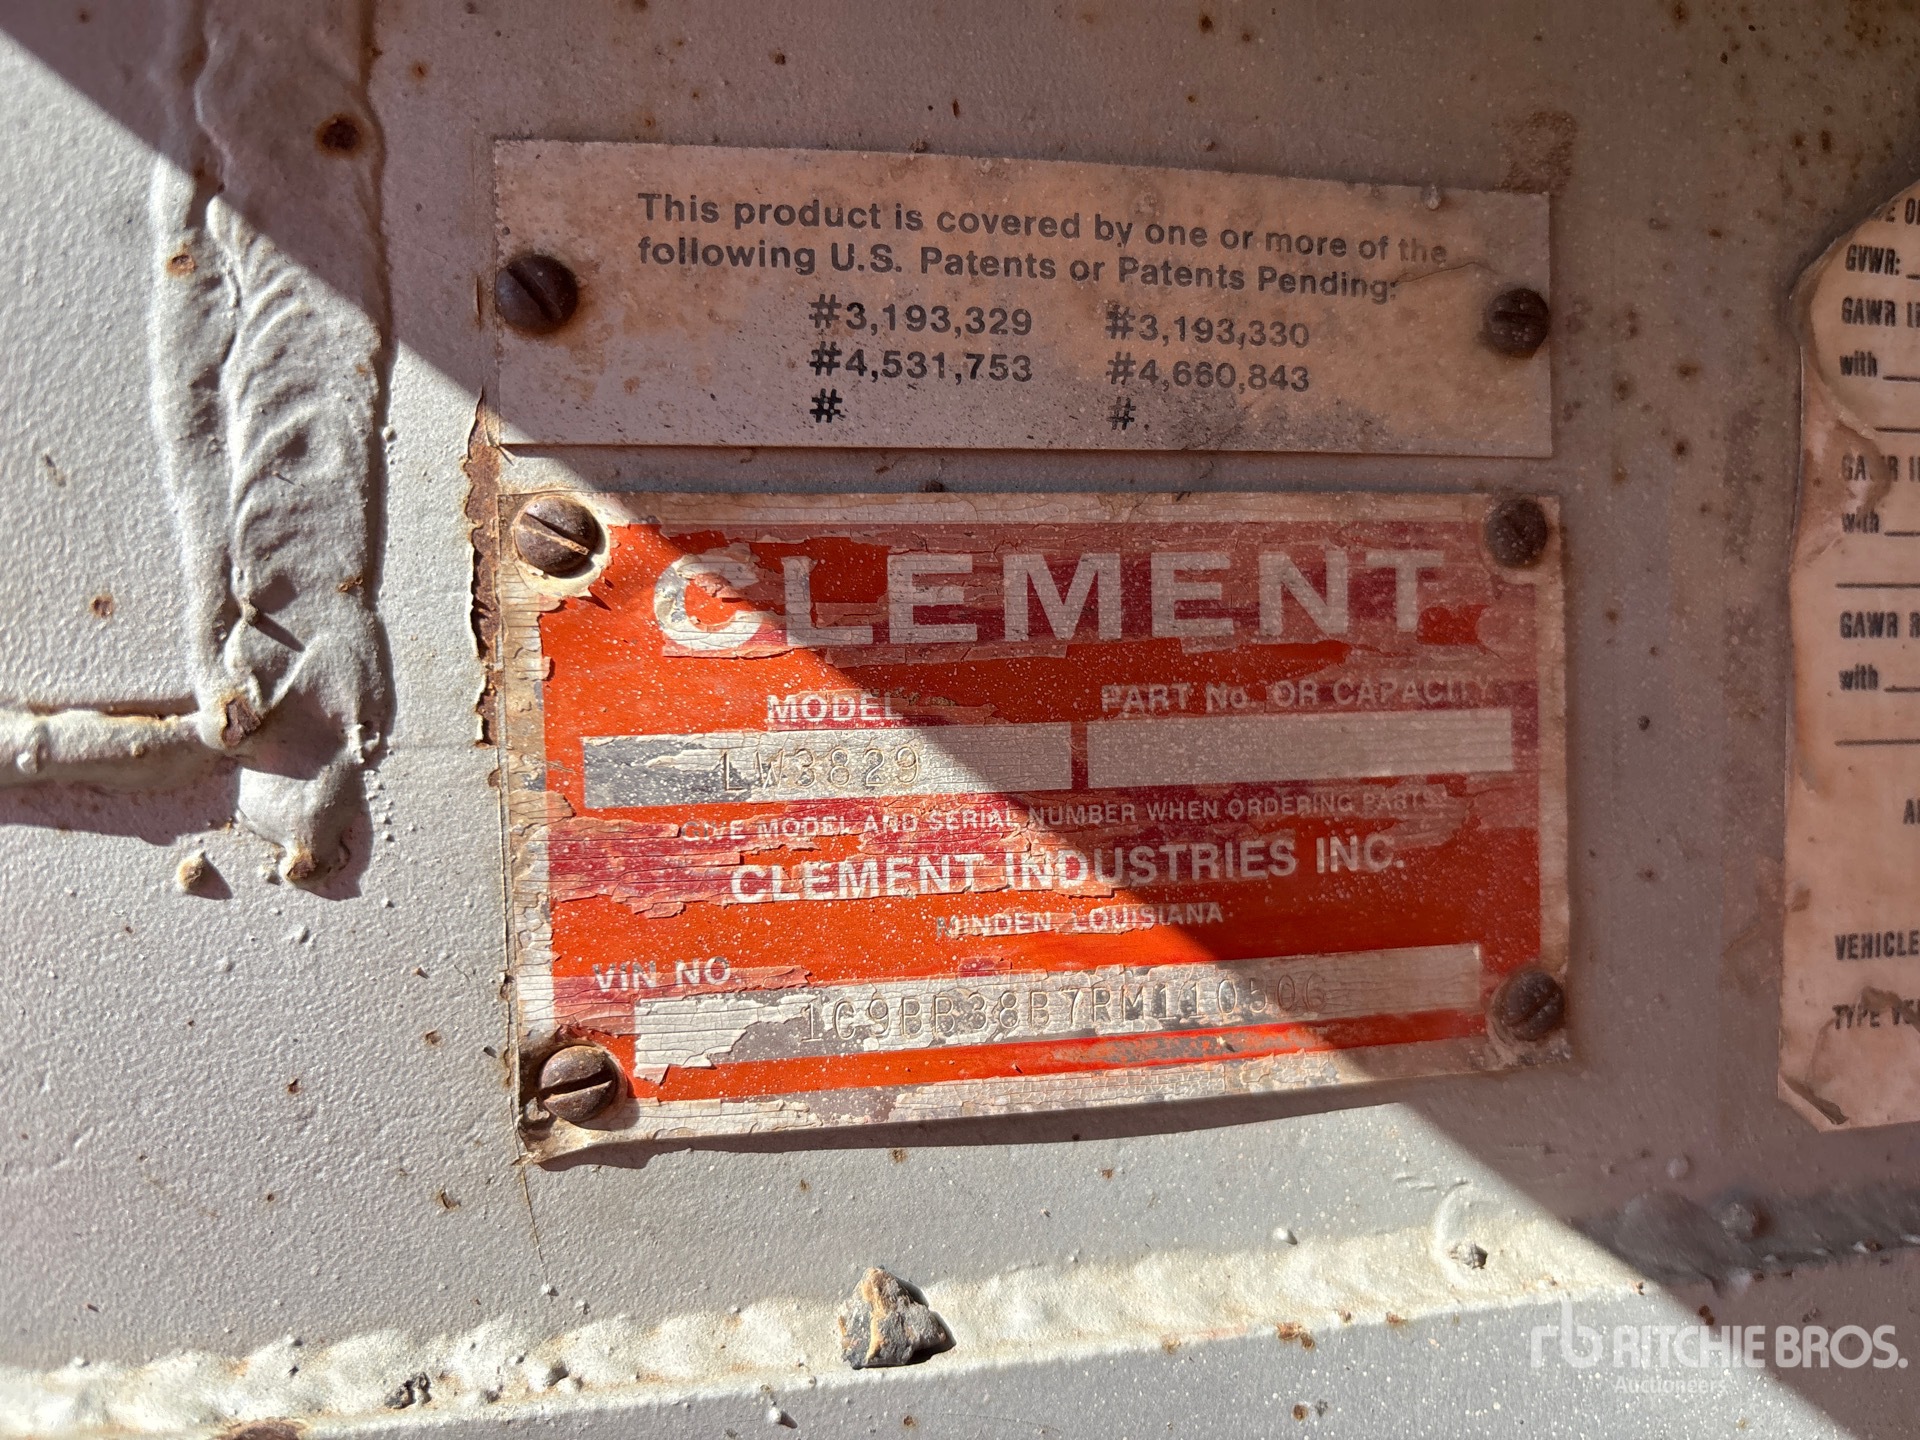 This product is covered by one or more of the
following U.S. Patents or Patents Pending:
#3,193,329 #3,193,330
#4,531,753 #4,660,843
# #
CLEMENT
MODEL PART No. OR CAPACITY
LW3829
GIVE MODEL AND SERIAL NUMBER WHEN ORDERING PARTS
CLEMENT INDUSTRIES INC.
MINDEN, LOUISIANA
VIN NO.
1C9BB38B7RM110506
GVWR:
GAWR
with
with
GAWR R
with
VEHICLE
TYPE
rb RITCHIE BROS.
Auctioneers